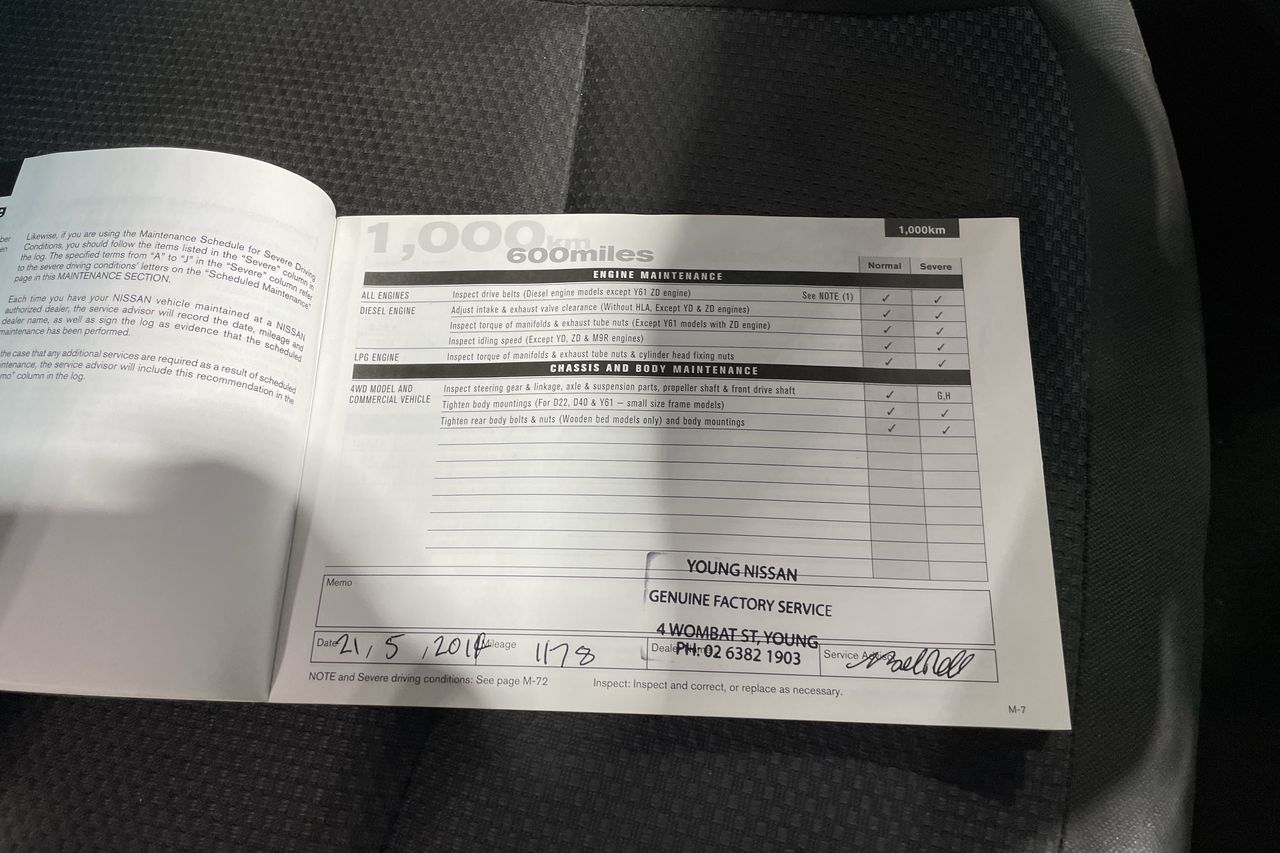 g
ber
en
Likewise, if you are using the Maintenance Schedule for Severe Driving
Conditions, you should follow the items listed in the “Severe” column in
the log. The specified terms from “A” to “J” in the “Severe” column refer
to the severe driving conditions’ letters on the “Scheduled Maintenance”
page in this MAINTENANCE SECTION.
Each time you have your NISSAN vehicle maintained at a NISSAN
authorized dealer, the service advisor will record the date, mileage and
dealer name, as well as sign the log as evidence that the scheduled
maintenance has been performed.
the case that any additional services are required as a result of scheduled
intenance, the service advisor will include this recommendation in the
mo” column in the log.
1,000km
600miles
1,000km
Normal Severe
ENGINE MAINTENANCE
ALL ENGINES Inspect drive belts (Diesel engine models except Y61 ZD engine) See NOTE (1) ✓ ✓
DIESEL ENGINE Adjust intake & exhaust valve clearance (Without HLA, Except YD & ZD engines) ✓ ✓
Inspect torque of manifolds & exhaust tube nuts (Except Y61 models with ZD engine) ✓ ✓
Inspect idling speed (Except YD, ZD & M9R engines) ✓ ✓
LPG ENGINE Inspect torque of manifolds & exhaust tube nuts & cylinder head fixing nuts ✓ ✓
CHASSIS AND BODY MAINTENANCE
4WD MODEL AND Inspect steering gear & linkage, axle & suspension parts, propeller shaft & front drive shaft ✓ G,H
COMMERCIAL VEHICLE Tighten body mountings (For D22, D40 & Y61 – small size frame models) ✓ ✓
Tighten rear body bolts & nuts (Wooden bed models only) and body mountings ✓ ✓
YOUNG NISSAN
Memo
GENUINE FACTORY SERVICE
4 WOMBAT ST, YOUNG
PH: 02 6382 1903
Date 21, 5, Mileage 1178 Service
NOTE and Severe driving conditions: See page M-72 Inspect: Inspect and correct, or replace as necessary.
M-7